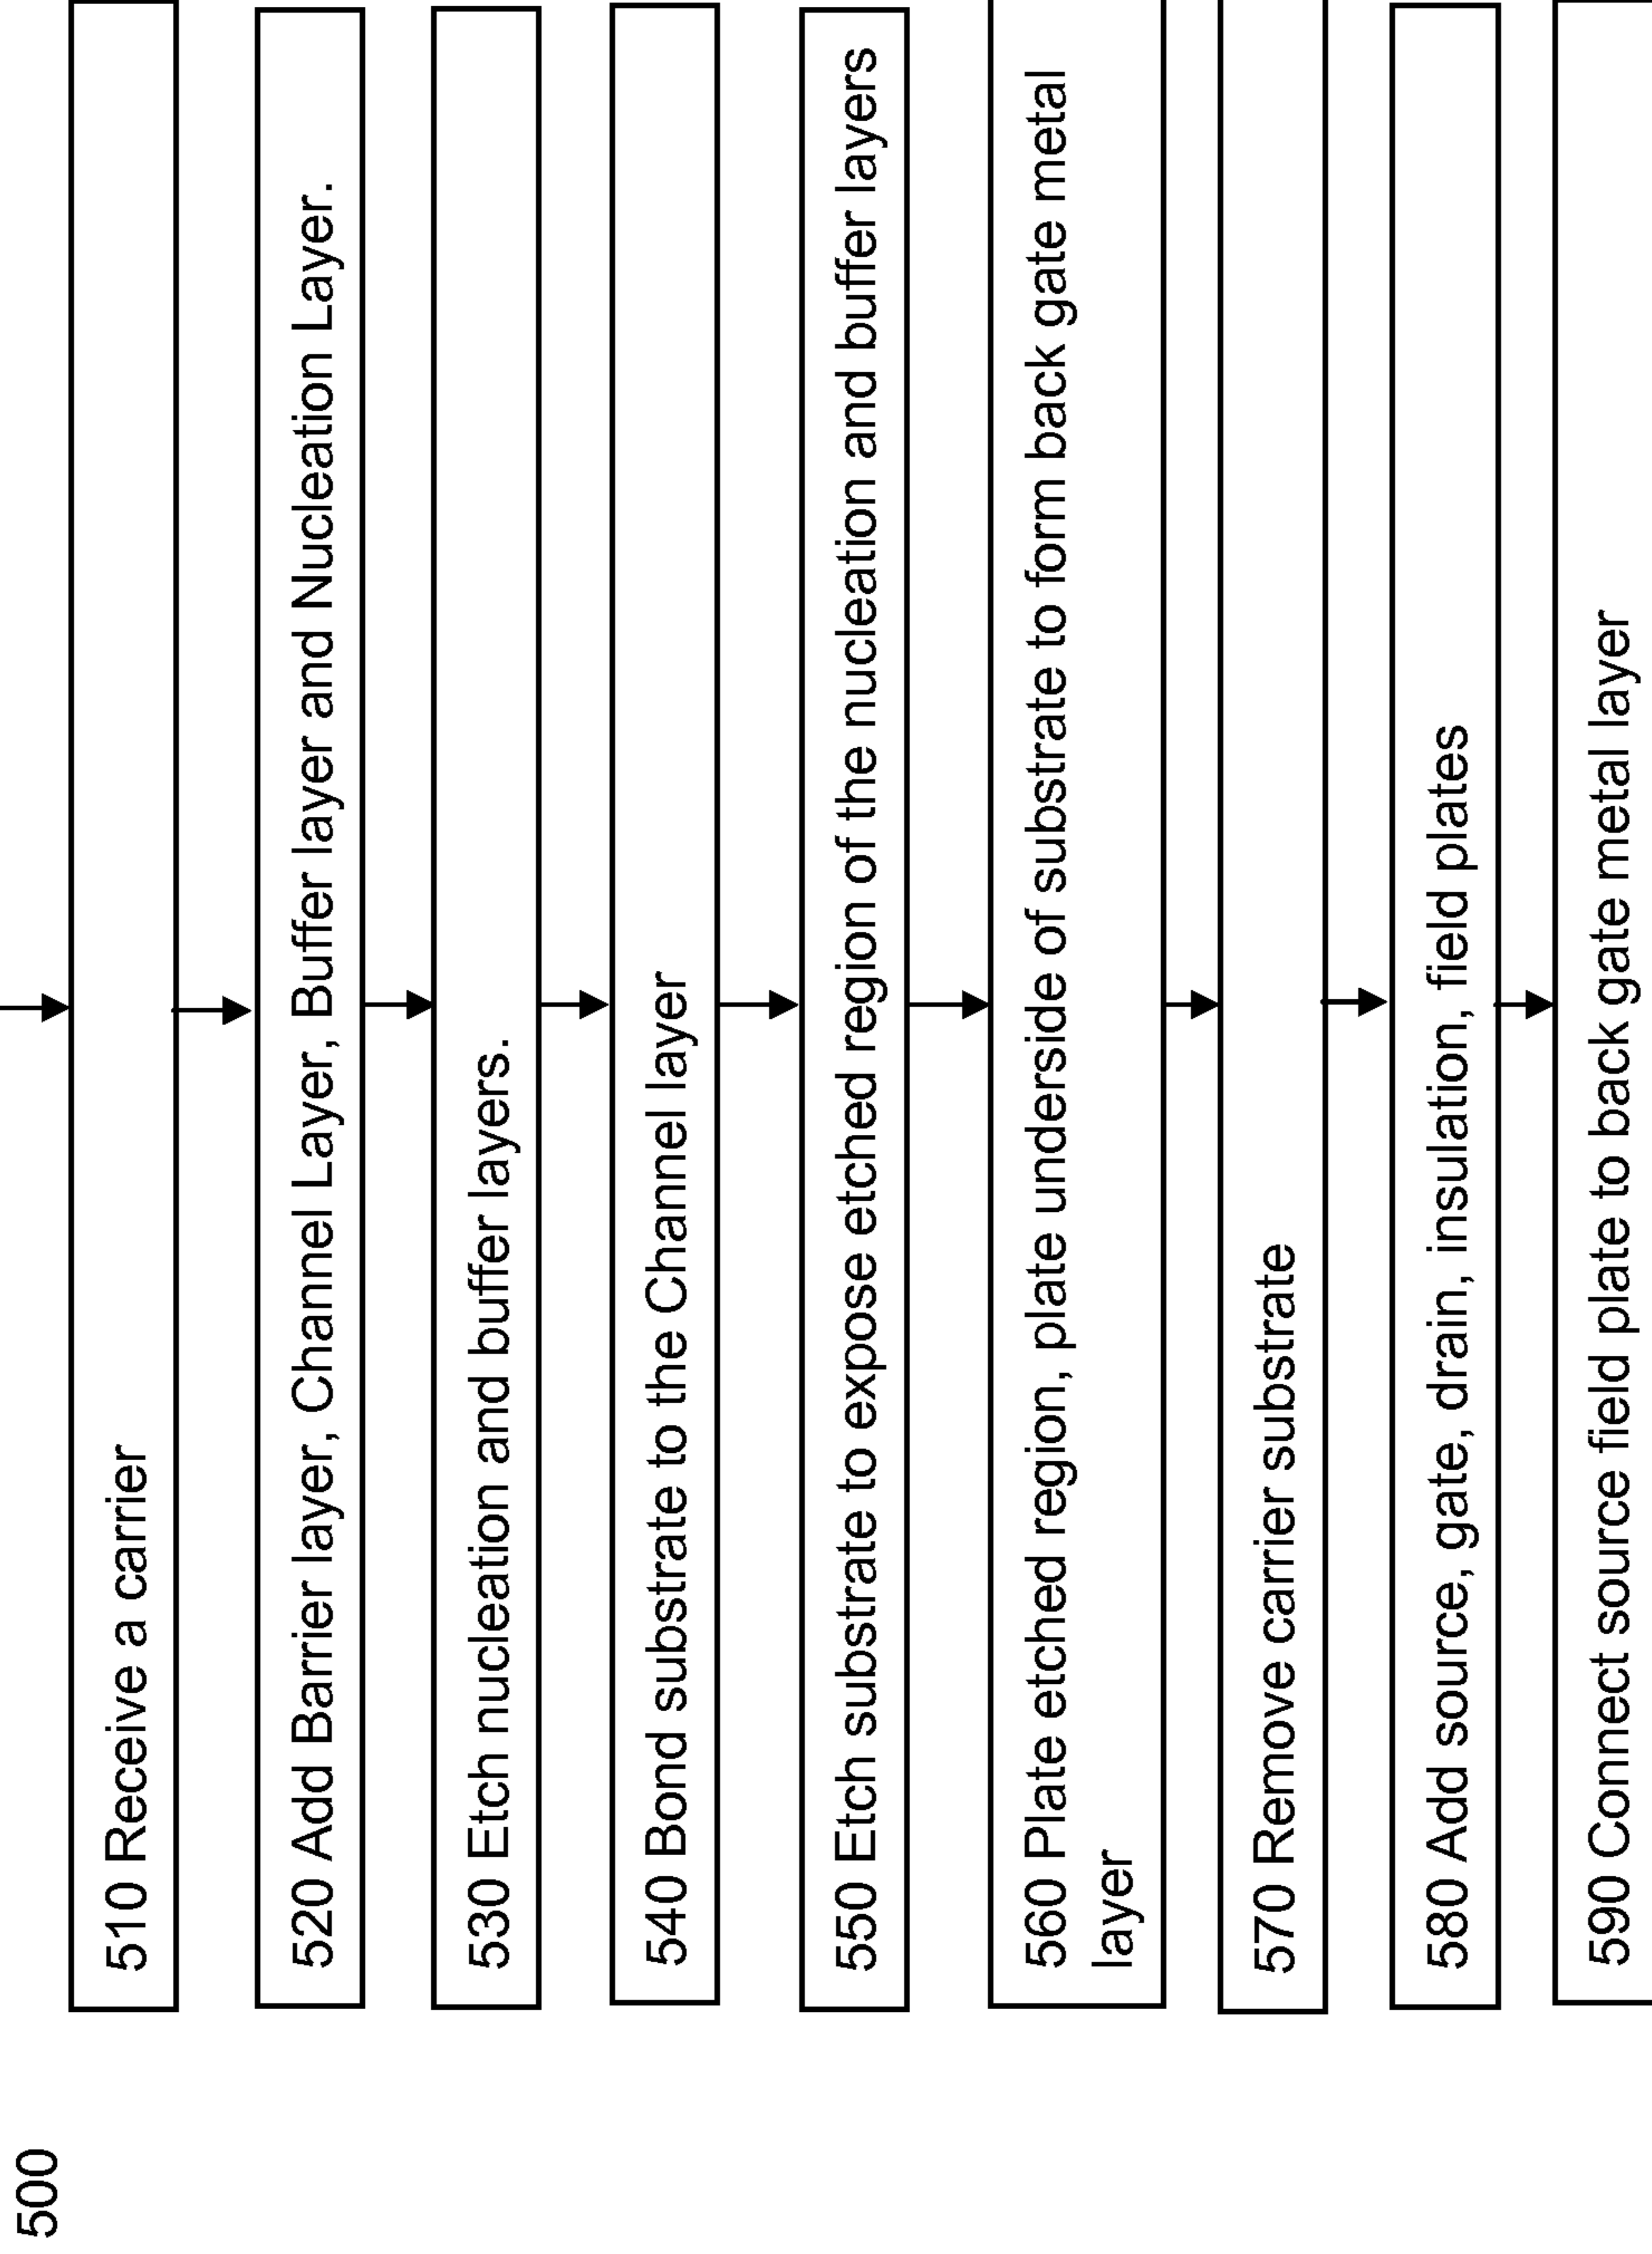 500
510 Receive a carrier
520 Add Barrier layer, Channel Layer, Buffer layer and Nucleation Layer.
530 Etch nucleation and buffer layers.
540 Bond substrate to the Channel layer
550 Etch substrate to expose etched region of the nucleation and buffer layers
560 Plate etched region, plate underside of substrate to form back gate metal
layer
570 Remove carrier substrate
580 Add source, gate, drain, insulation, field plates
590 Connect source field plate to back gate metal layer